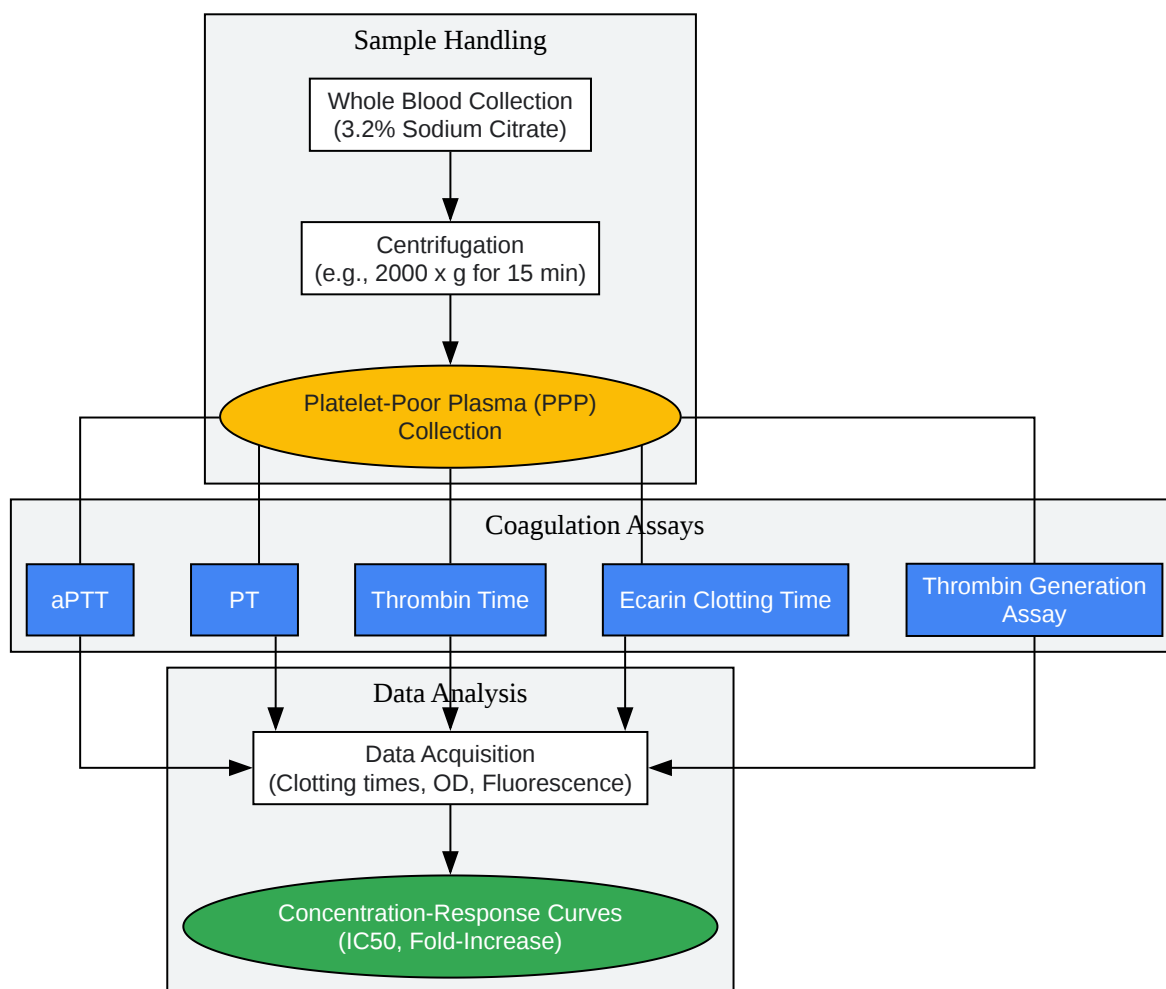 Sample Handling
Whole Blood Collection
(3.2% Sodium Citrate)
Centrifugation
(e.g., 2000 x g for 15 min)
Platelet-Poor Plasma (PPP)
Collection
Coagulation Assays
aPTT
PT
Thrombin Time
Ecarin Clotting Time
Thrombin Generation
Assay
Data Analysis
Data Acquisition
(Clotting times, OD, Fluorescence)
Concentration-Response Curves
(IC50, Fold-Increase)